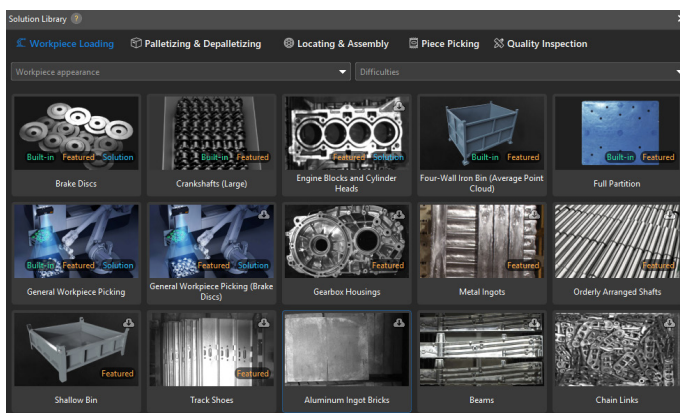 Solution Library ?
Workpiece Loading Palletizing & Depalletizing Locating & Assembly Piece Picking Quality Inspection
Workpiece appearance Difficulties
Built-in Featured Solution
Built-in Featured
Featured Solution
Built-in Featured
Built-in Featured
Brake Discs
Crankshafts (Large)
Engine Blocks and Cylinder
Heads
Four-Wall Iron Bin (Average Point
Cloud)
Full Partition
Built-in Featured Solution
Built-in Featured Solution
Featured
Featured
Featured
General Workpiece Picking
General Workpiece Picking (Brake
Discs)
Gearbox Housings
Metal Ingots
Orderly Arranged Shafts
Featured
Featured
Shallow Bin
Track Shoes
Aluminum Ingot Bricks
Beams
Chain Links